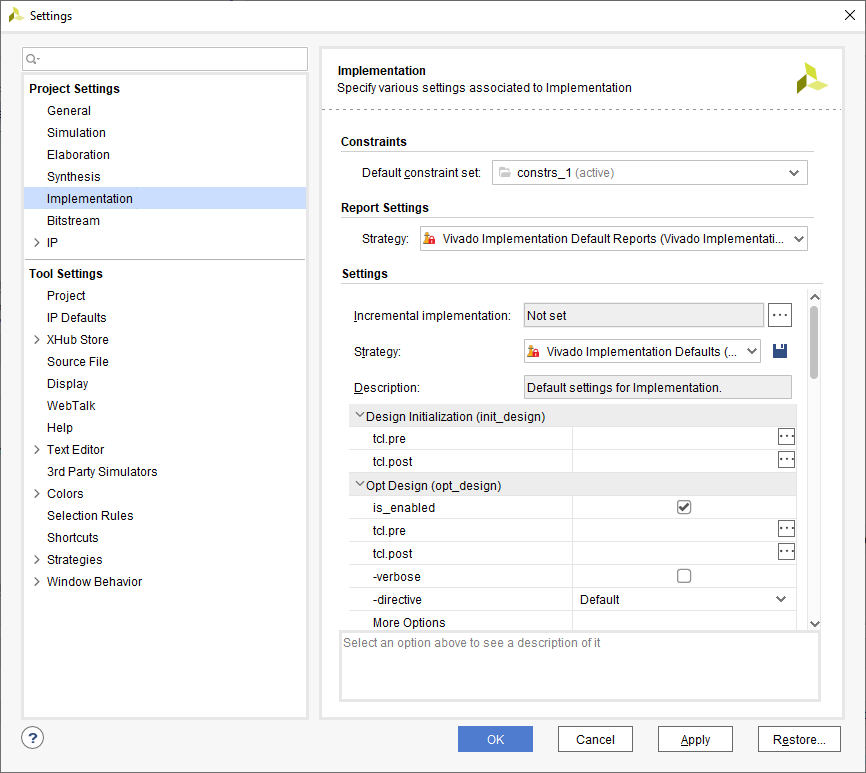 Settings
Project Settings
General
Simulation
Elaboration
Synthesis
Implementation
Bitstream
IP
Tool Settings
Project
IP Defaults
XHub Store
Source File
Display
WebTalk
Help
Text Editor
3rd Party Simulators
Colors
Selection Rules
Shortcuts
Strategies
Window Behavior
Implementation
Specify various settings associated to Implementation
Constraints
Default constraint set: constrs_1 (active)
Report Settings
Strategy: Vivado Implementation Default Reports (Vivado Implementati...
Settings
Incremental implementation: Not set ...
Strategy: Vivado Implementation Defaults (...
Description: Default settings for Implementation.
Design Initialization (init_design)
tcl.pre ...
tcl.post ...
Opt Design (opt_design)
is_enabled
tcl.pre ...
tcl.post ...
-verbose
-directive Default
More Options
Select an option above to see a description of it
? OK Cancel Apply Restore...